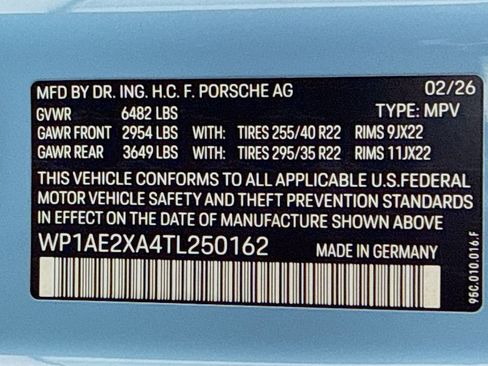 MFD BY DR. ING. H.C. F. PORSCHE AG 02/26
GVWR 6482 LBS TYPE: MPV
GAWR FRONT 2954 LBS WITH: TIRES 255/40 R22 RIMS 9JX22
GAWR REAR 3649 LBS WITH: TIRES 295/35 R22 RIMS 11JX22
THIS VEHICLE CONFORMS TO ALL APPLICABLE U.S.FEDERAL
MOTOR VEHICLE SAFETY AND THEFT PREVENTION STANDARDS
IN EFFECT ON THE DATE OF MANUFACTURE SHOWN ABOVE
WP1AE2XA4TL250162 MADE IN GERMANY
95C.010.016.F